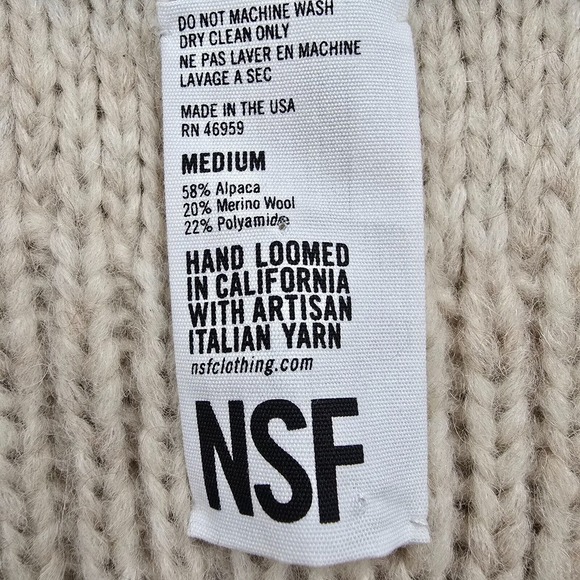 DO NOT MACHINE WASH
DRY CLEAN ONLY
NE PAS LAVER EN MACHINE
LAVAGE A SEC
MADE IN THE USA
RN 46959
MEDIUM
58% Alpaca
20% Merino Wool
22% Polyamide
HAND LOOMED
IN CALIFORNIA
WITH ARTISAN
ITALIAN YARN
nsfclothing.com
NSF